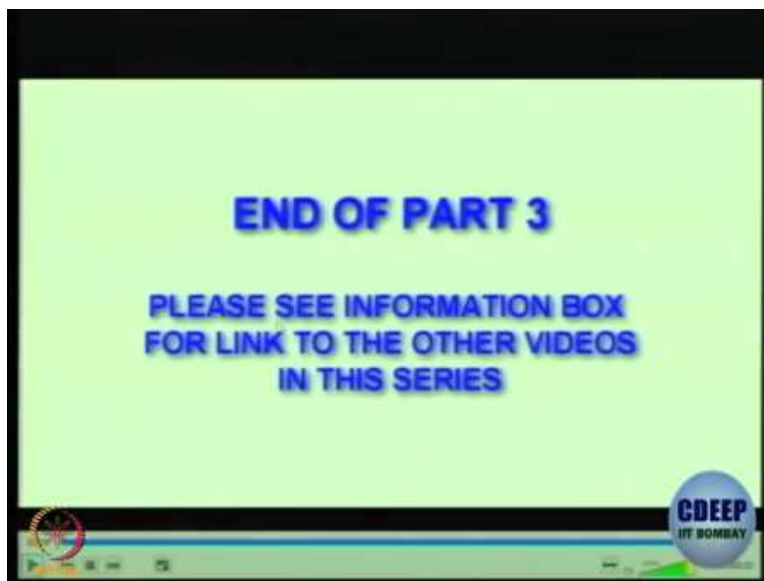 END OF PART 3
PLEASE SEE INFORMATION BOX
FOR LINK TO THE OTHER VIDEOS
IN THIS SERIES
CDEEP
IIT BOMBAY